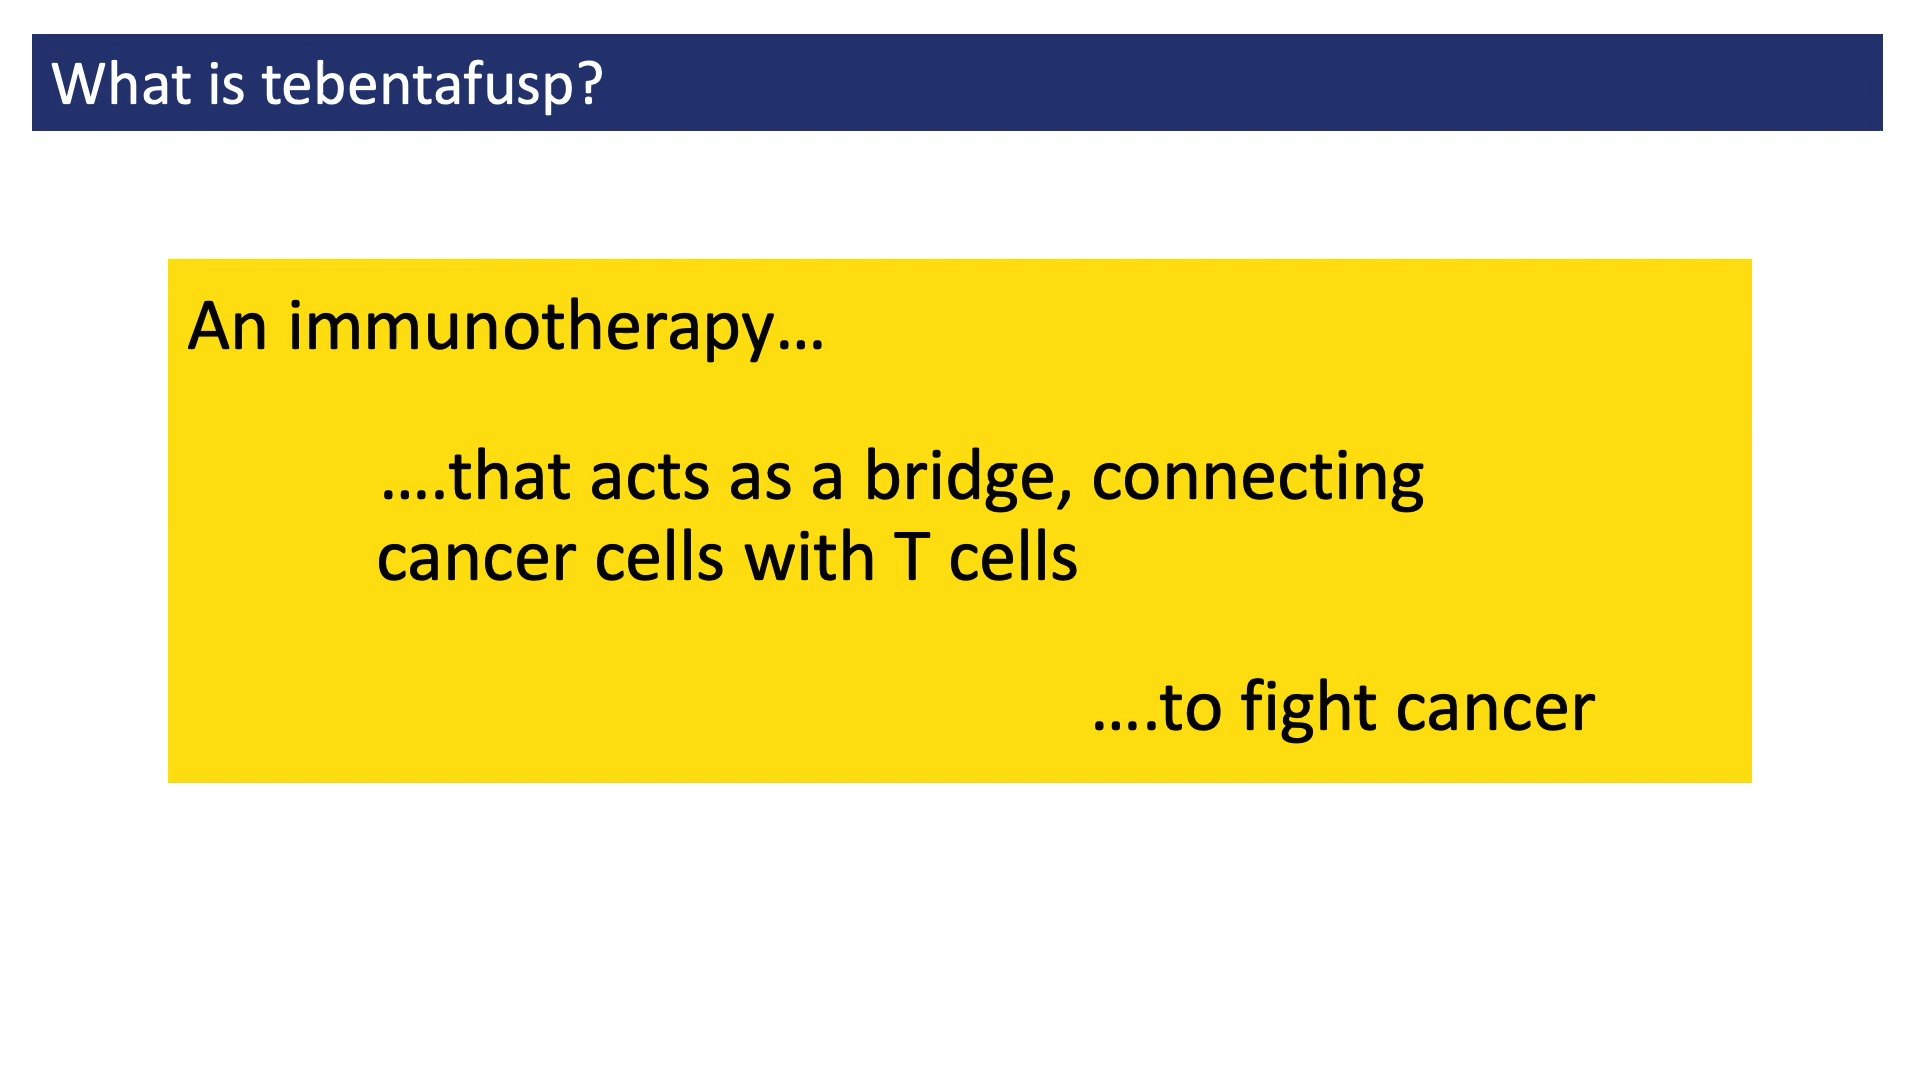 What is tebentafusp?
An immunotherapy…
….that acts as a bridge, connecting
cancer cells with T cells
….to fight cancer